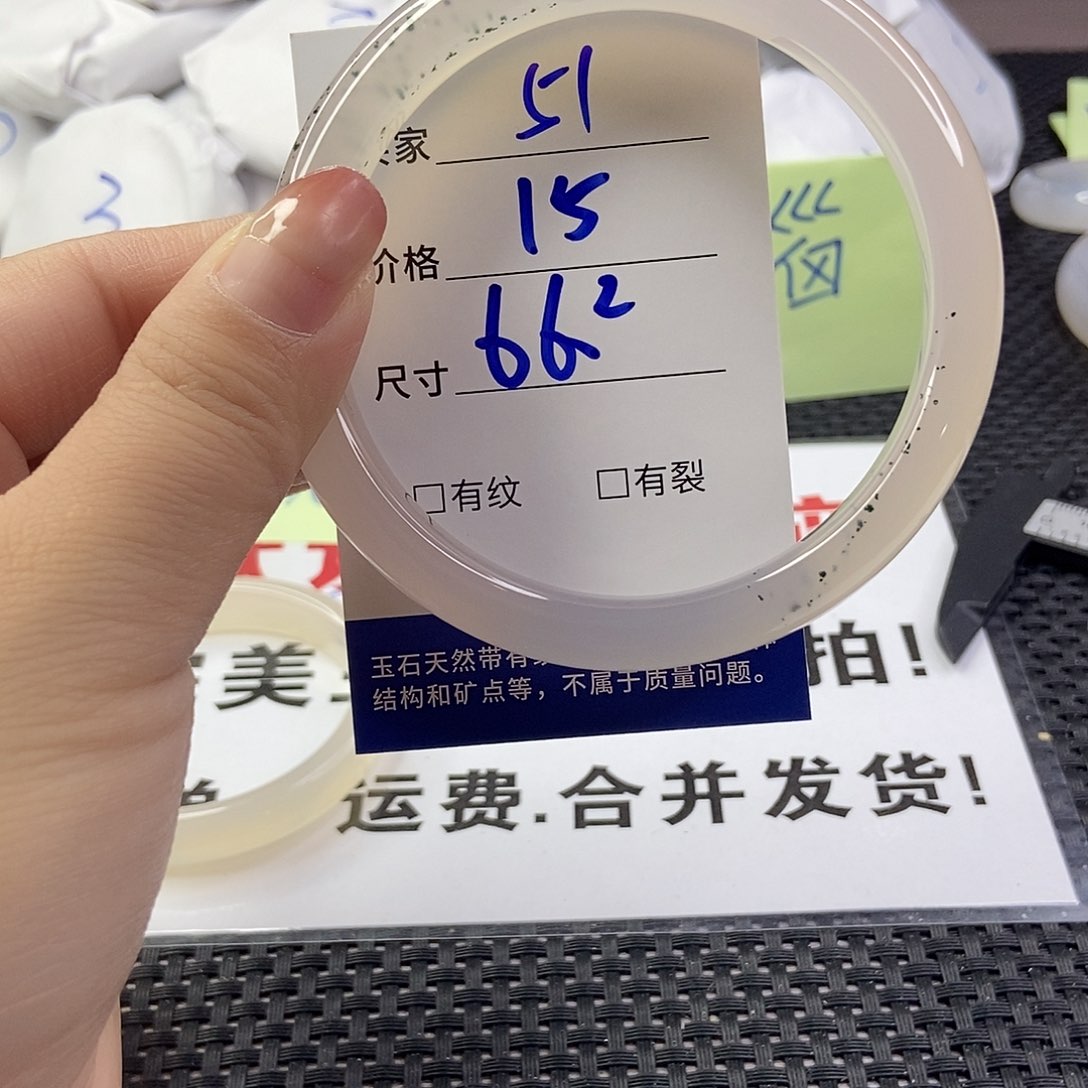 家 51
价格 15
尺寸 66²
□有纹 □有裂
玉石天然带有
结构和矿点等，不属于质量问题。
美 拍！
运费.合并发货！
3